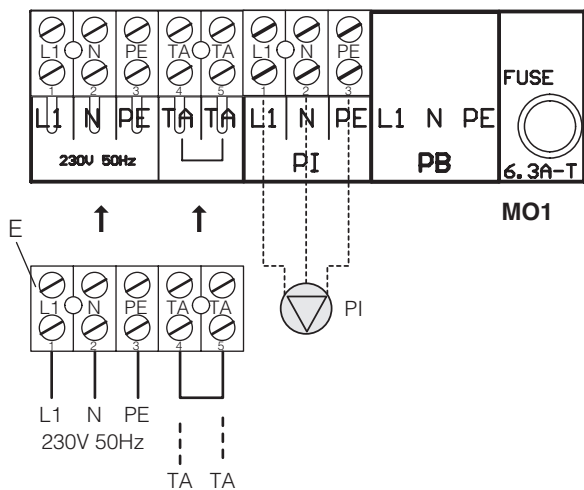 L1 N PE TA TA L1 N PE
1 2 3 4 5 1 2 3
L1 N PE TA TA L1 N PE L1 N PE
230V 50Hz PI PB
FUSE
6.3A-T
MO1
E
L1 N PE TA TA
1 2 3 4 5
PI
L1 N PE
230V 50Hz
TA TA